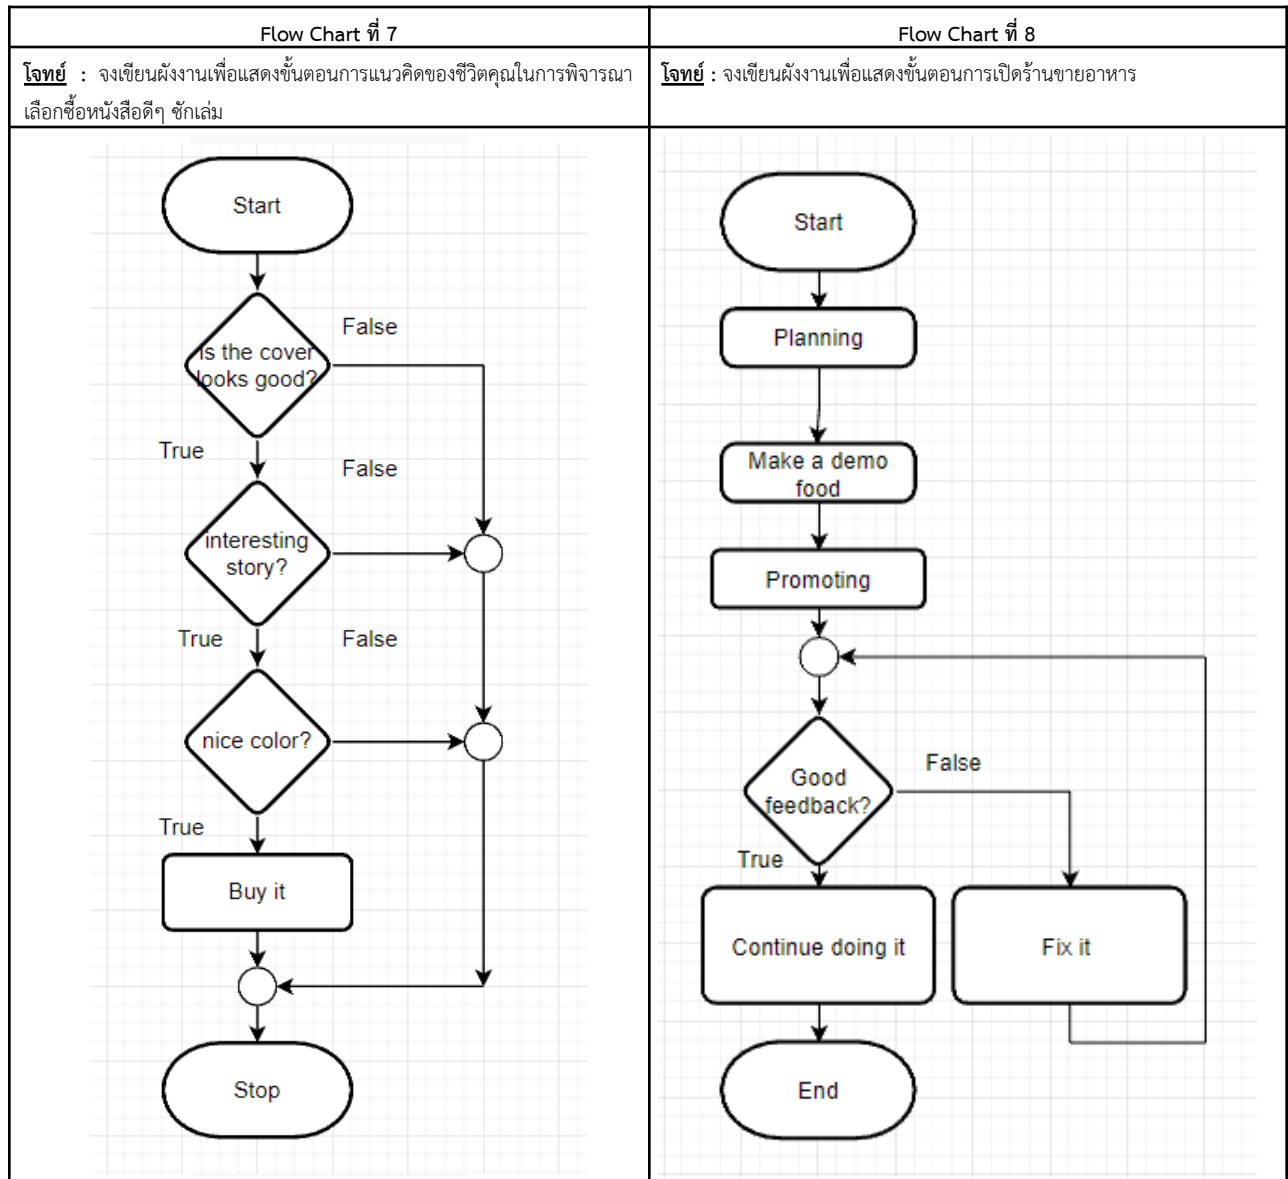 Flow Chart ที่ 7
โจทย์ : จงเขียนผังงานเพื่อแสดงขั้นตอนการแนวคิดของชีวิตคุณในการพิจารณา
เลือกซื้อหนังสือดีๆ ซักเล่ม
Start
False
Is the cover
looks good?
True
False
interesting
story?
True
False
nice color?
True
Buy it
Stop
Flow Chart ที่ 8
โจทย์ : จงเขียนผังงานเพื่อแสดงขั้นตอนการเปิดร้านขายอาหาร
Start
Planning
Make a demo
food
Promoting
False
Good
feedback?
True
Continue doing it
Fix it
End